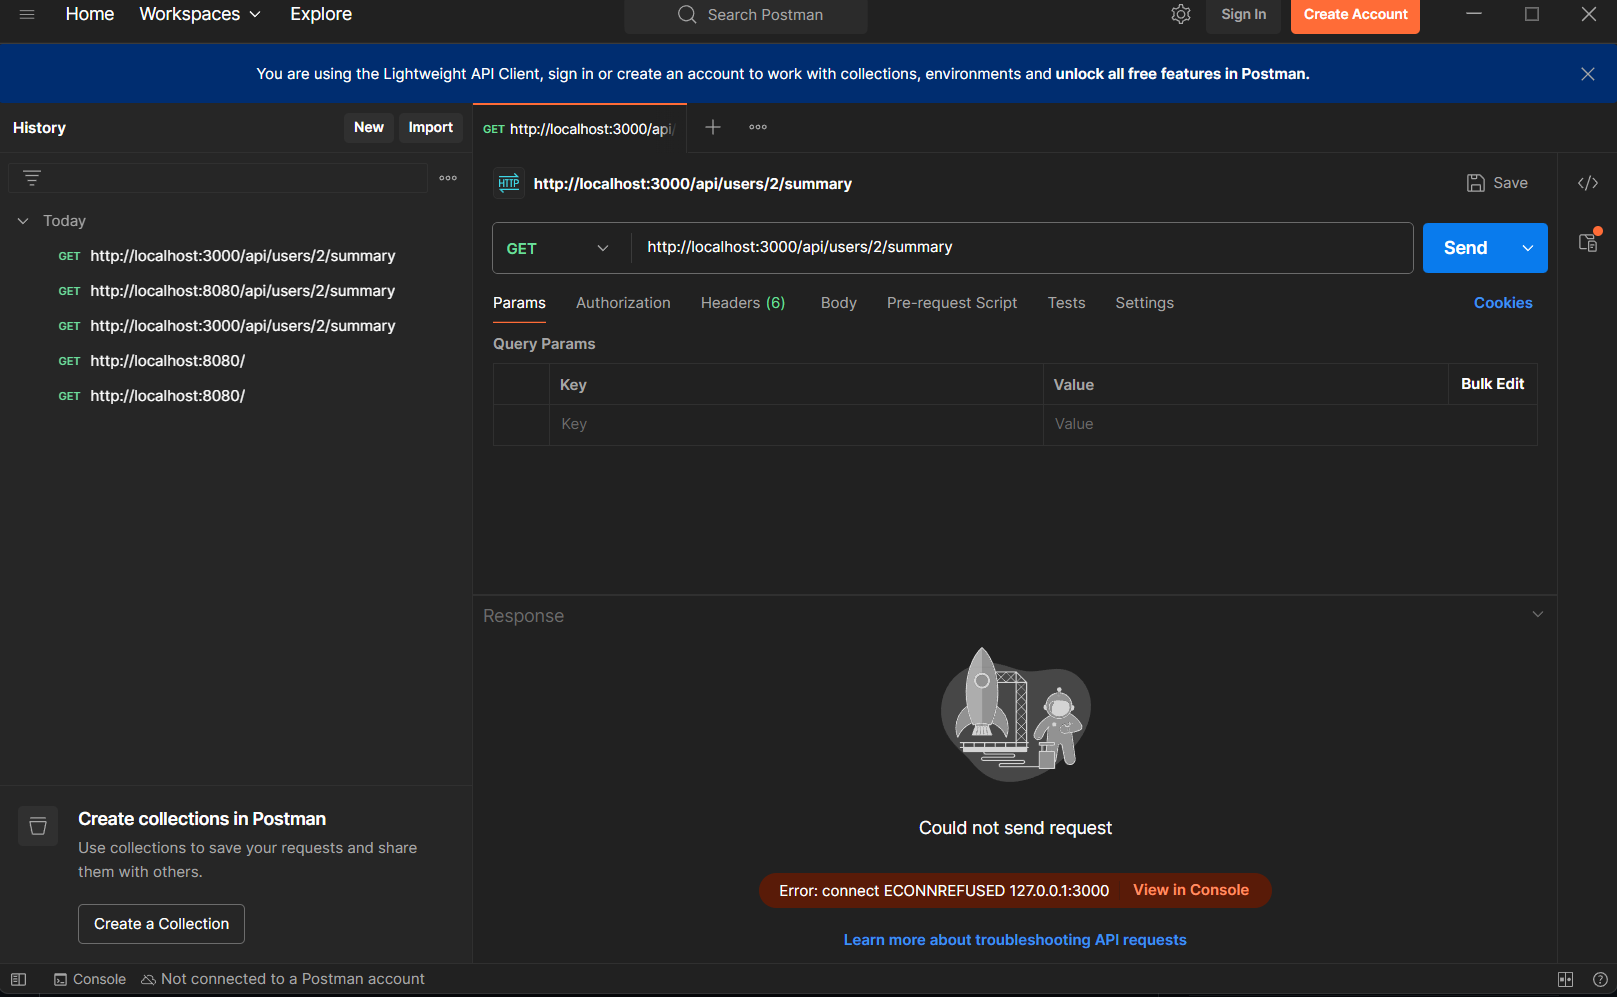 Home Workspaces Explore Search Postman Sign In Create Account
You are using the Lightweight API Client, sign in or create an account to work with collections, environments and unlock all free features in Postman.
History New Import
GET http://localhost:3000/api/
HTTP http://localhost:3000/api/users/2/summary Save
Today
GET http://localhost:3000/api/users/2/summary
GET http://localhost:8080/api/users/2/summary
GET http://localhost:3000/api/users/2/summary
GET http://localhost:8080/
GET http://localhost:8080/
GET http://localhost:3000/api/users/2/summary Send
Params Authorization Headers (6) Body Pre-request Script Tests Settings Cookies
Query Params
Key Value Bulk Edit
Key Value
Response
Could not send request
Error: connect ECONNREFUSED 127.0.0.1:3000 View in Console
Learn more about troubleshooting API requests
Create collections in Postman
Use collections to save your requests and share
them with others.
Create a Collection
Console Not connected to a Postman account